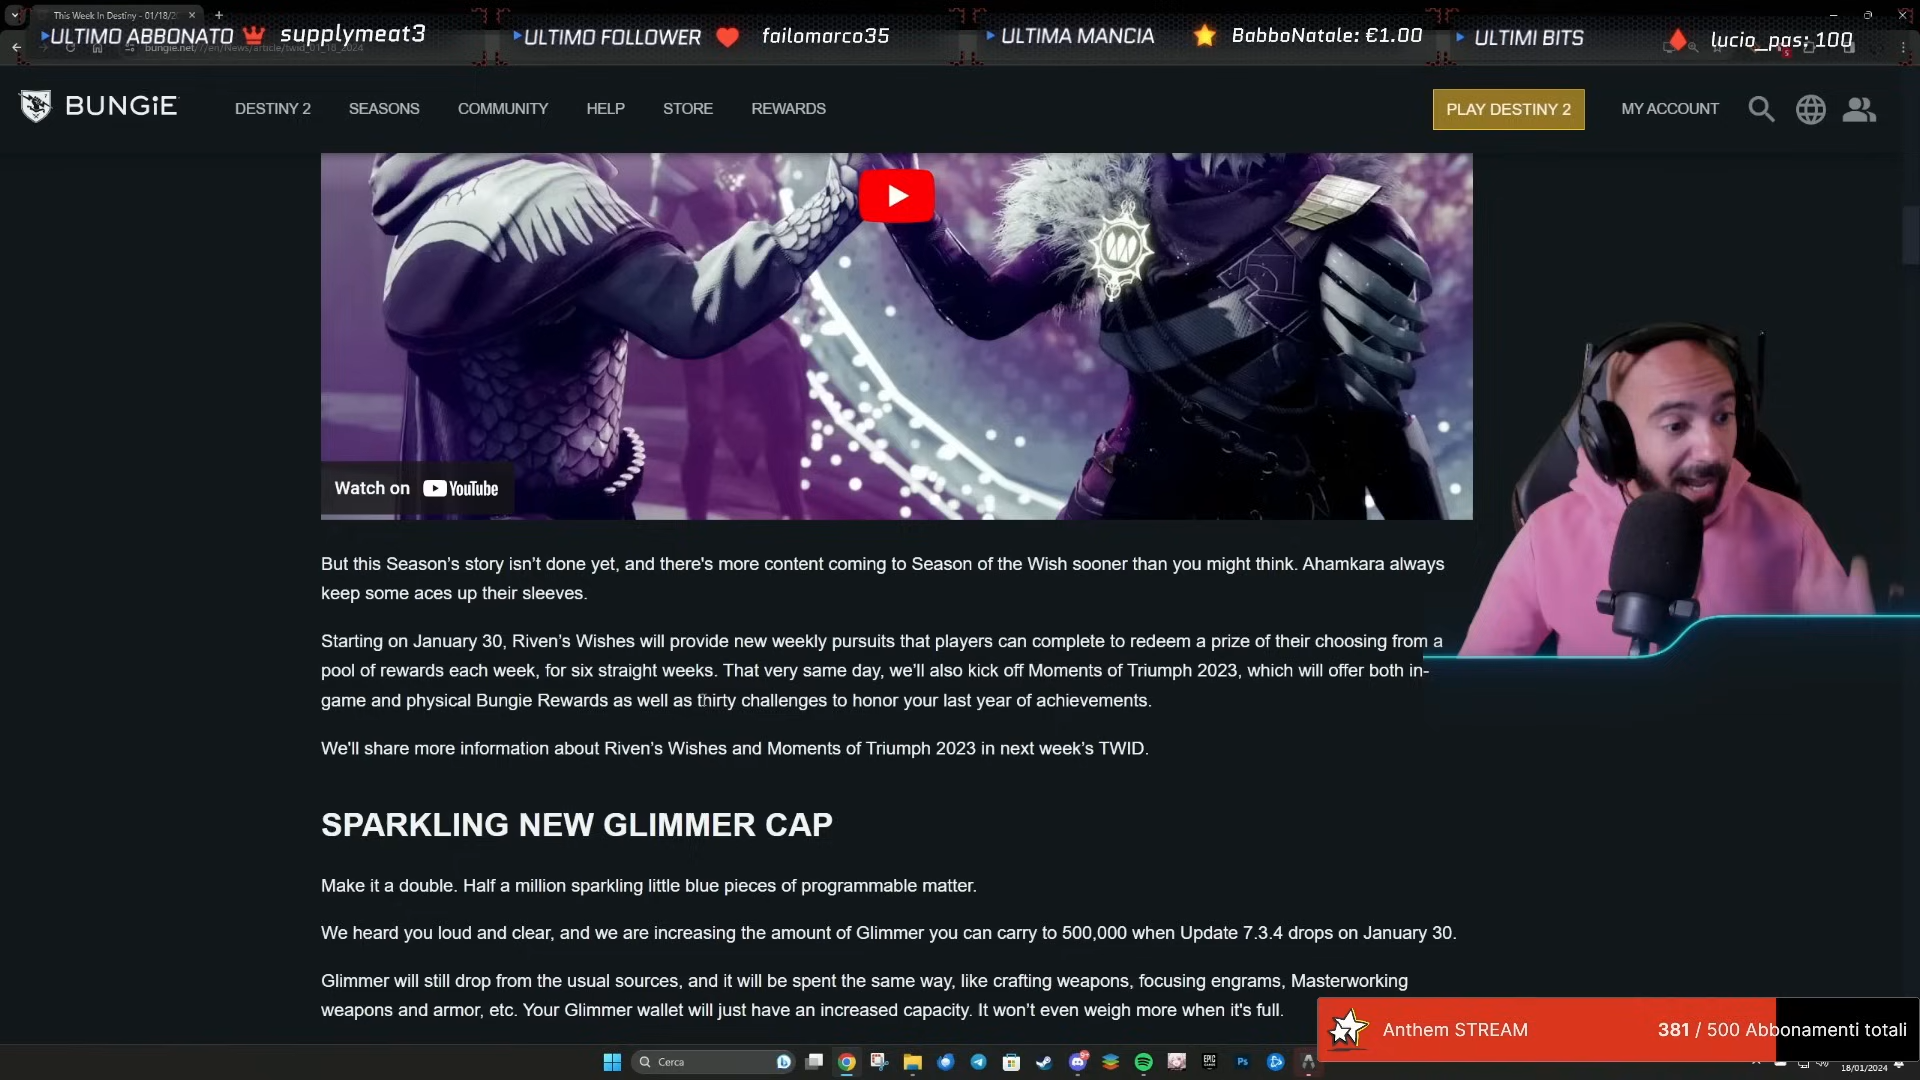 This Week In Destiny - 01/18/2
ULTIMO ABBONATO supplymeat3
ULTIMO FOLLOWER failomarco35
ULTIMA MANCIA BabboNatale: €1.00
ULTIMI BITS lucio_pas: 100
BUNGiE
DESTINY 2 SEASONS COMMUNITY HELP STORE REWARDS
PLAY DESTINY 2
MY ACCOUNT
Watch on YouTube
But this Season’s story isn’t done yet, and there's more content coming to Season of the Wish sooner than you might think. Ahamkara always
keep some aces up their sleeves.
Starting on January 30, Riven’s Wishes will provide new weekly pursuits that players can complete to redeem a prize of their choosing from a
pool of rewards each week, for six straight weeks. That very same day, we’ll also kick off Moments of Triumph 2023, which will offer both in-
game and physical Bungie Rewards as well as thirty challenges to honor your last year of achievements.
We'll share more information about Riven’s Wishes and Moments of Triumph 2023 in next week’s TWID.
SPARKLING NEW GLIMMER CAP
Make it a double. Half a million sparkling little blue pieces of programmable matter.
We heard you loud and clear, and we are increasing the amount of Glimmer you can carry to 500,000 when Update 7.3.4 drops on January 30.
Glimmer will still drop from the usual sources, and it will be spent the same way, like crafting weapons, focusing engrams, Masterworking
weapons and armor, etc. Your Glimmer wallet will just have an increased capacity. It won’t even weigh more when it's full.
Anthem STREAM 381 / 500 Abbonamenti totali
Cerca
18/01/2024